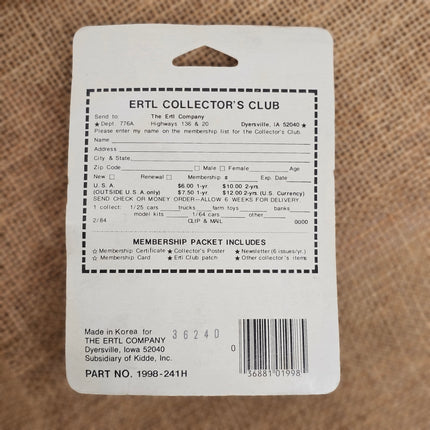 ERTL COLLECTOR'S CLUB
Send to: The Ertl Company
★ Dept. 776A Highways 136 & 20 Dyersville, IA 52040 ★
Please enter my name on the membership list for the Collector's Club.
Name
Address
City & State
Zip Code □ Male □ Female Age
New □ Renewal □ Membership # Exp. Date
U.S.A. $6.00 1-yr $10.00 2-yrs.
(OUTSIDE U.S.A. only) $7.50 1-yr $12.00 2-yrs. (U.S. Currency)
SEND CHECK OR MONEY ORDER-ALLOW 6 WEEKS FOR DELIVERY
I collect: 1/25 cars trucks farm toys banks
model kits 1/64 cars other
2/84 CLIP & MAIL 0000
MEMBERSHIP PACKET INCLUDES
☆ Membership Certificate ★ Collector's Poster ★ Newsletter (6 issues/yr.)
☆ Membership Card ★ Ertl Club patch ★ Other collector's items
Made in Korea for 36240
THE ERTL COMPANY
Dyersville, Iowa 52040
Subsidiary of Kidde, Inc.
PART NO. 1998-241H
0 36881 01998